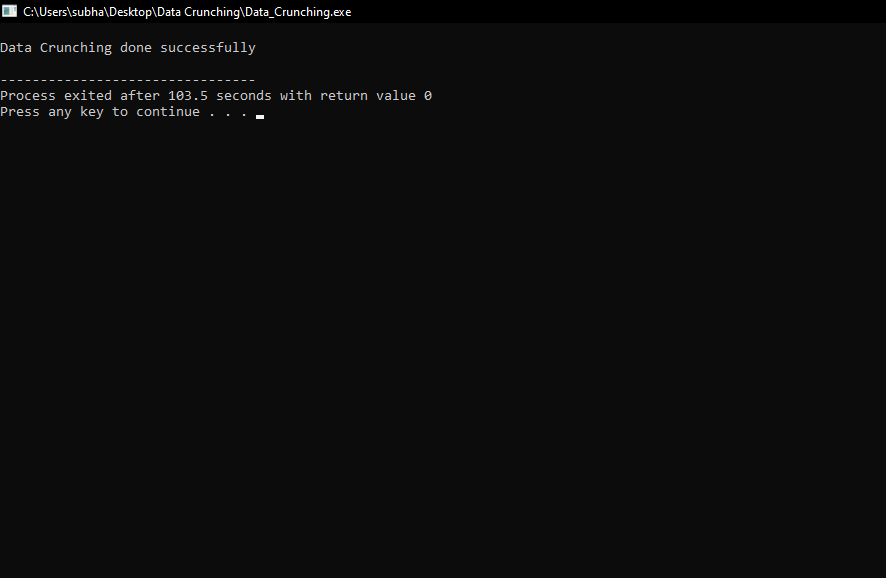 C:\Users\subha\Desktop\Data Crunching\Data_Crunching.exe
Data Crunching done successfully
--------------------------------
Process exited after 103.5 seconds with return value 0
Press any key to continue . . .